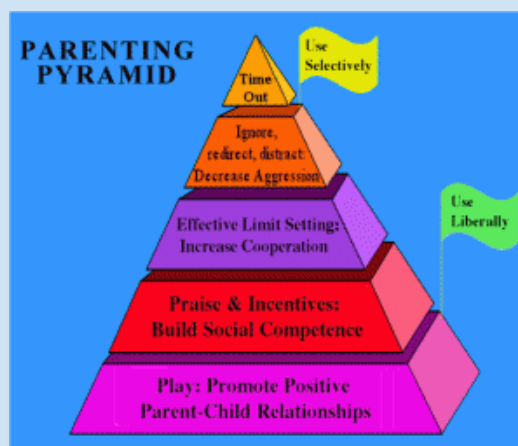 PARENTING
PYRAMID
Use
Selectively
Time
Out
Ignore,
redirect, distract:
Decrease Aggression
Use
Liberally
Effective Limit Setting:
Increase Cooperation
Praise & Incentives:
Build Social Competence
Play: Promote Positive
Parent-Child Relationships